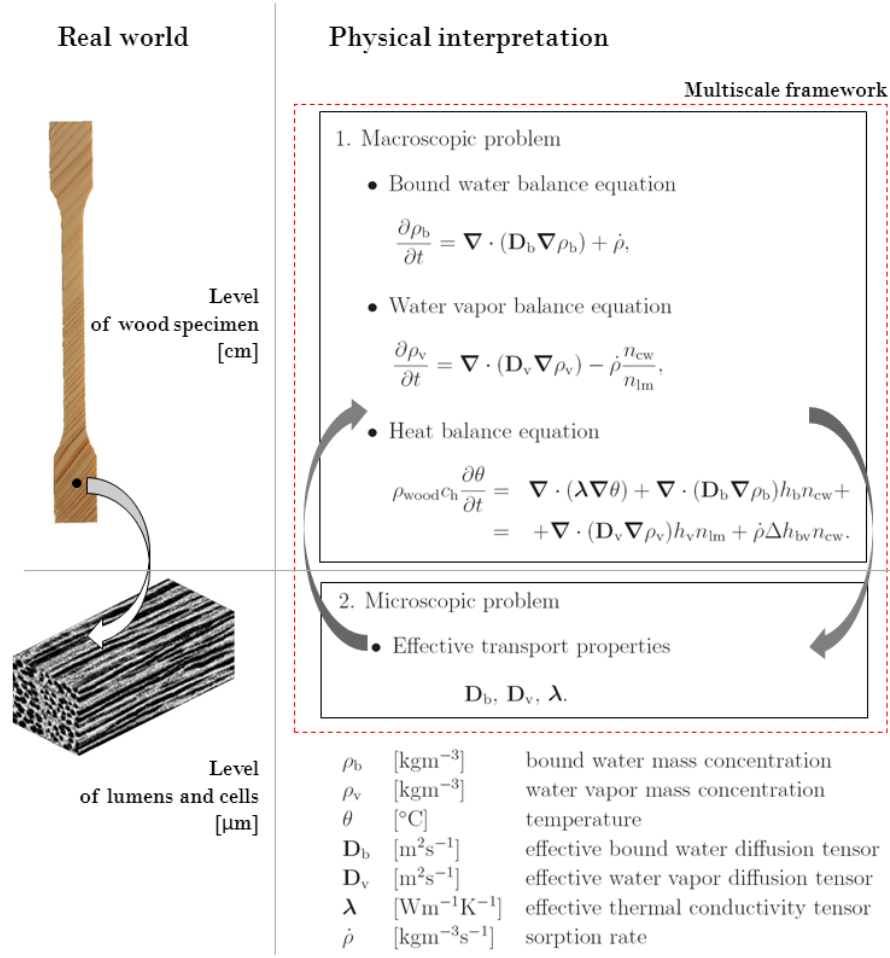 Real world
Physical interpretation
Multiscale framework
1. Macroscopic problem
• Bound water balance equation
∂ρ_b/∂t = ∇ · (D_b∇ρ_b) + ρ̇,
• Water vapor balance equation
∂ρ_v/∂t = ∇ · (D_v∇ρ_v) − ρ̇ n_cw/n_lm,
• Heat balance equation
ρ_wood c_h ∂θ/∂t = ∇ · (λ∇θ) + ∇ · (D_b∇ρ_b)h_b n_cw+
= +∇ · (D_v∇ρ_v)h_v n_lm + ρ̇Δh_bv n_cw.
Level
of wood specimen
[cm]
2. Microscopic problem
• Effective transport properties
D_b, D_v, λ.
Level
of lumens and cells
[µm]
ρ_b [kgm⁻³] bound water mass concentration
ρ_v [kgm⁻³] water vapor mass concentration
θ [°C] temperature
D_b [m²s⁻¹] effective bound water diffusion tensor
D_v [m²s⁻¹] effective water vapor diffusion tensor
λ [Wm⁻¹K⁻¹] effective thermal conductivity tensor
ρ̇ [kgm⁻³s⁻¹] sorption rate